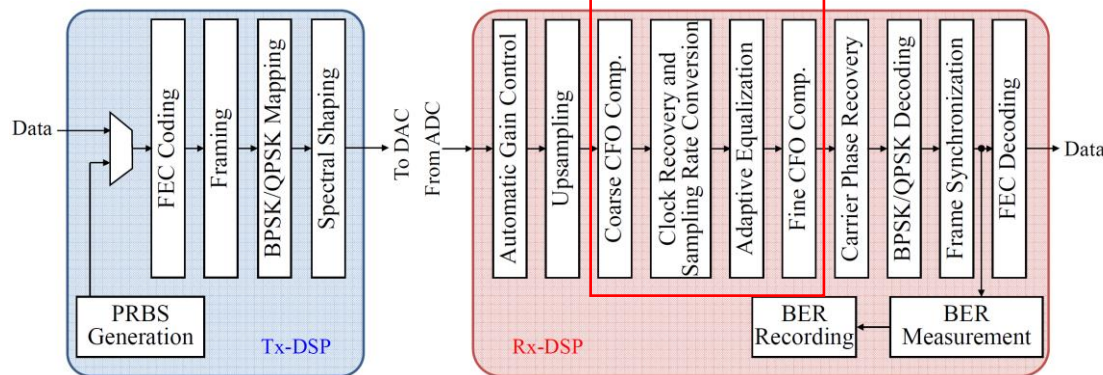 Data
FEC Coding
Framing
BPSK/QPSK Mapping
Spectral Shaping
PRBS
Generation
Tx-DSP
To DAC
From ADC
Automatic Gain Control
Upsampling
Coarse CFO Comp.
Clock Recovery and
Sampling Rate Conversion
Adaptive Equalization
Fine CFO Comp.
Carrier Phase Recovery
BPSK/QPSK Decoding
Frame Synchronization
FEC Decoding
Data
BER
Recording
BER
Measurement
Rx-DSP